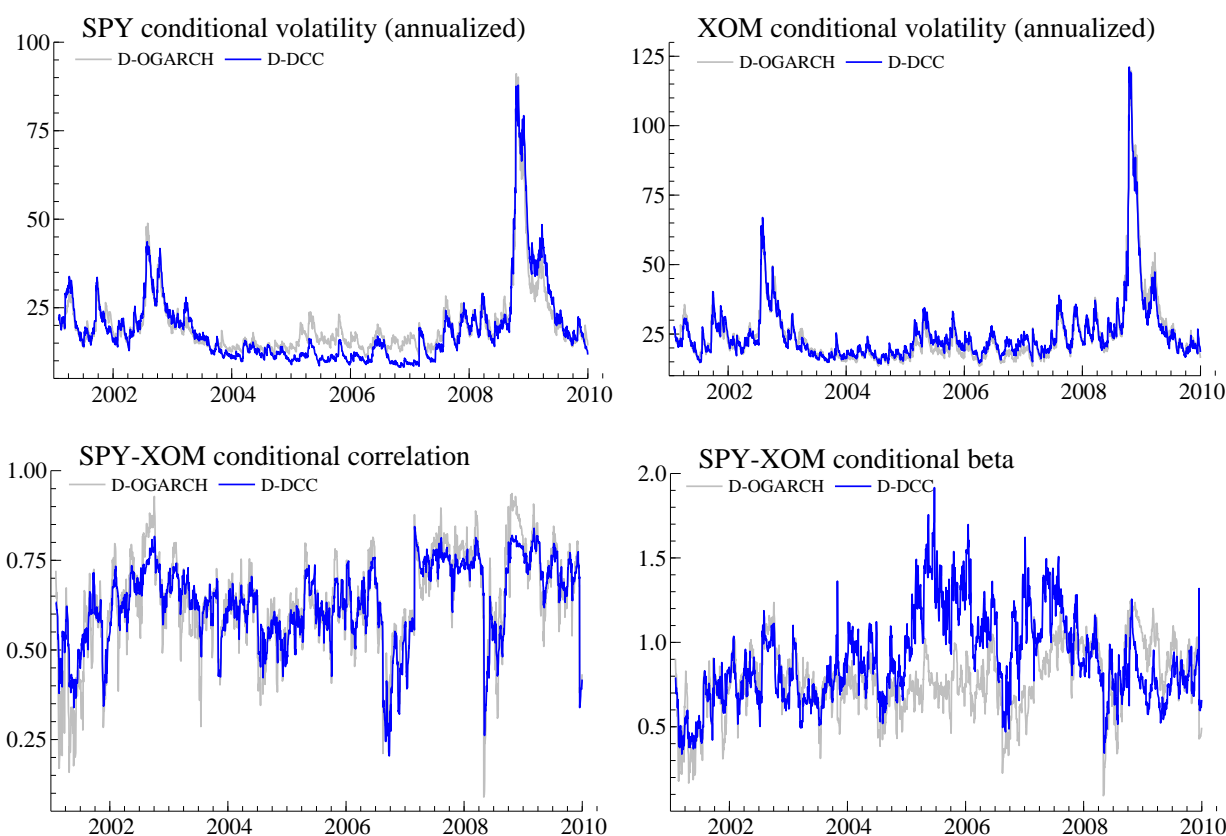 SPY conditional volatility (annualized)
D-OGARCH D-DCC
100
75
50
25
2002 2004 2006 2008 2010
XOM conditional volatility (annualized)
D-OGARCH D-DCC
125
100
75
50
25
2002 2004 2006 2008 2010
SPY-XOM conditional correlation
D-OGARCH D-DCC
1.00
0.75
0.50
0.25
2002 2004 2006 2008 2010
SPY-XOM conditional beta
D-OGARCH D-DCC
2.0
1.5
1.0
0.5
2002 2004 2006 2008 2010